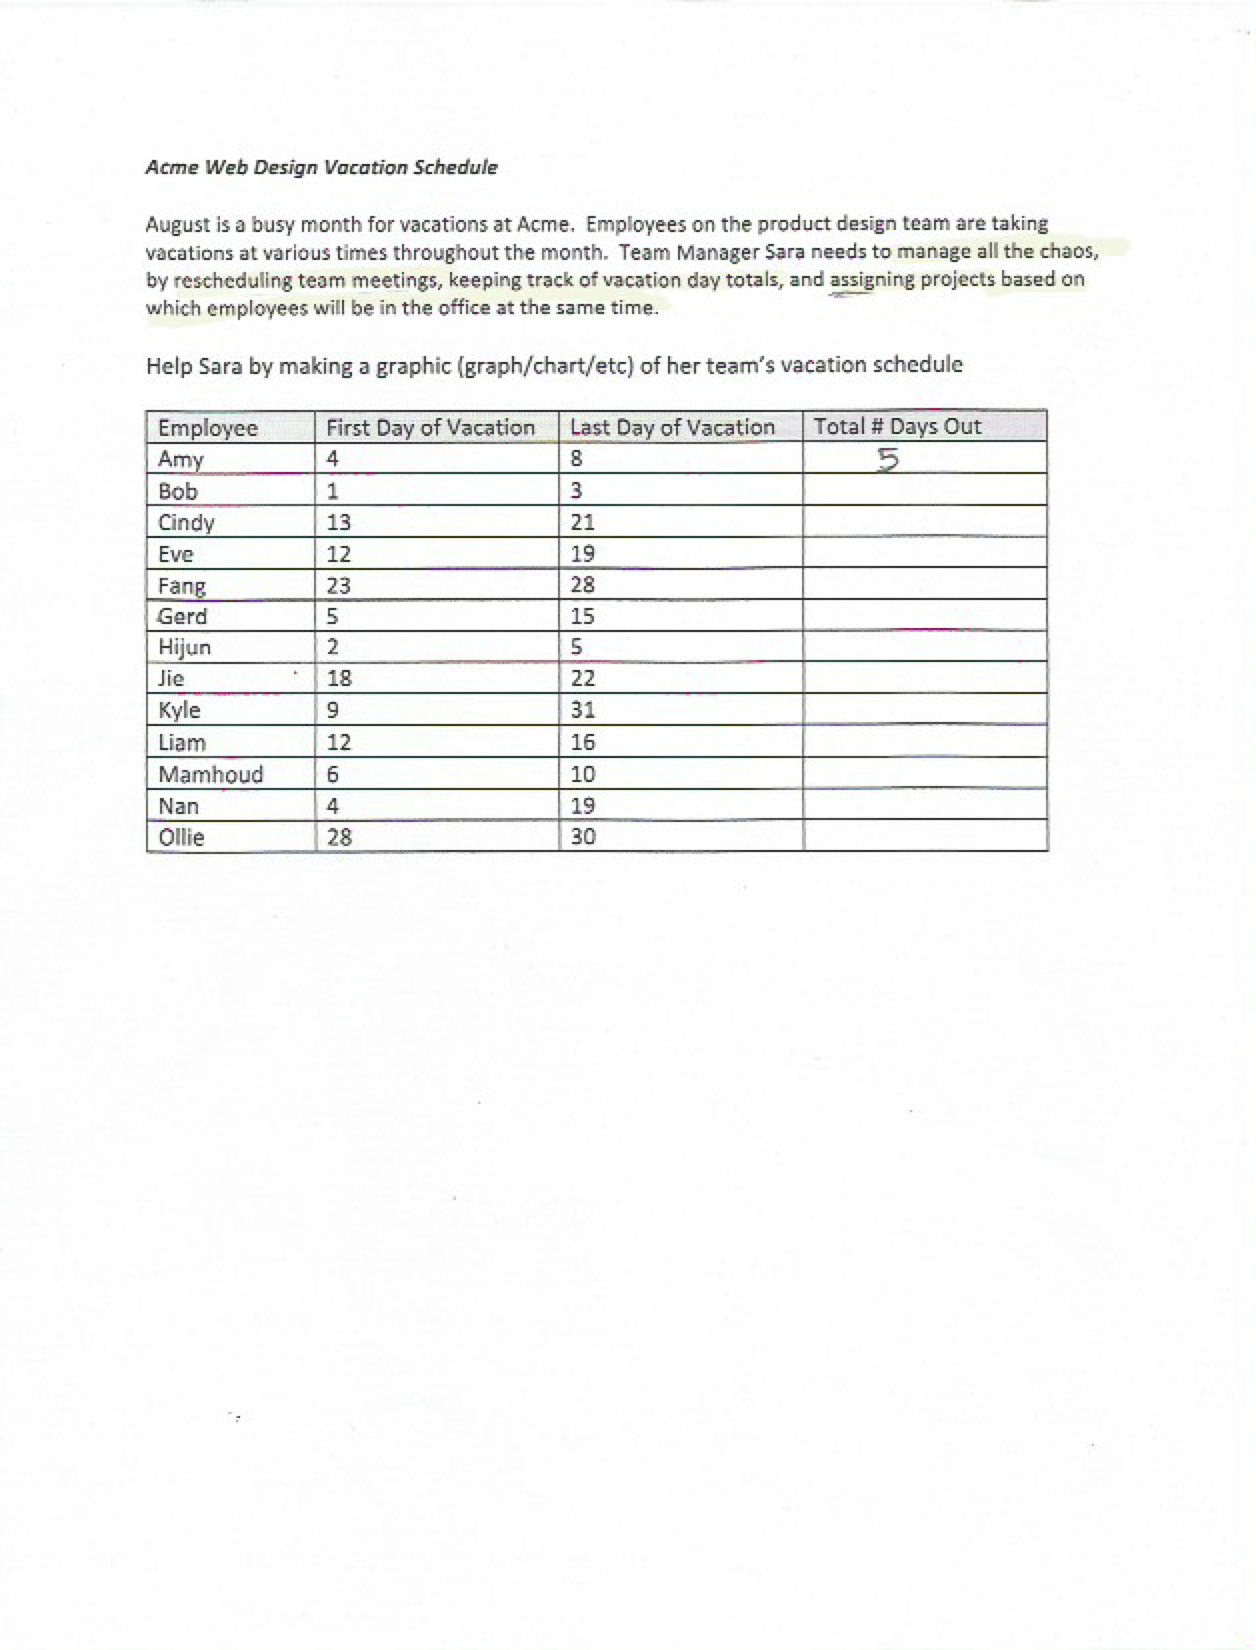 Acme Web Design Vacation Schedule
August is a busy month for vacations at Acme. Employees on the product design team are taking
vacations at various times throughout the month. Team Manager Sara needs to manage all the chaos,
by rescheduling team meetings, keeping track of vacation day totals, and assigning projects based on
which employees will be in the office at the same time.
Help Sara by making a graphic (graph/chart/etc) of her team's vacation schedule
Employee First Day of Vacation Last Day of Vacation Total # Days Out
Amy 4 8 5
Bob 1 3
Cindy 13 21
Eve 12 19
Fang 23 28
Gerd 5 15
Hijun 2 5
Jie 18 22
Kyle 9 31
Liam 12 16
Mamhoud 6 10
Nan 4 19
Ollie 28 30